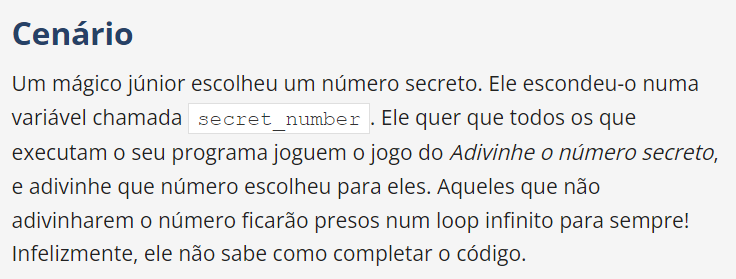 Cenário
Um mágico júnior escolheu um número secreto. Ele escondeu-o numa
variável chamada secret_number. Ele quer que todos os que
executam o seu programa joguem o jogo do Adivinhe o número secreto,
e adivinhe que número escolheu para eles. Aqueles que não
adivinharem o número ficarão presos num loop infinito para sempre!
Infelizmente, ele não sabe como completar o código.